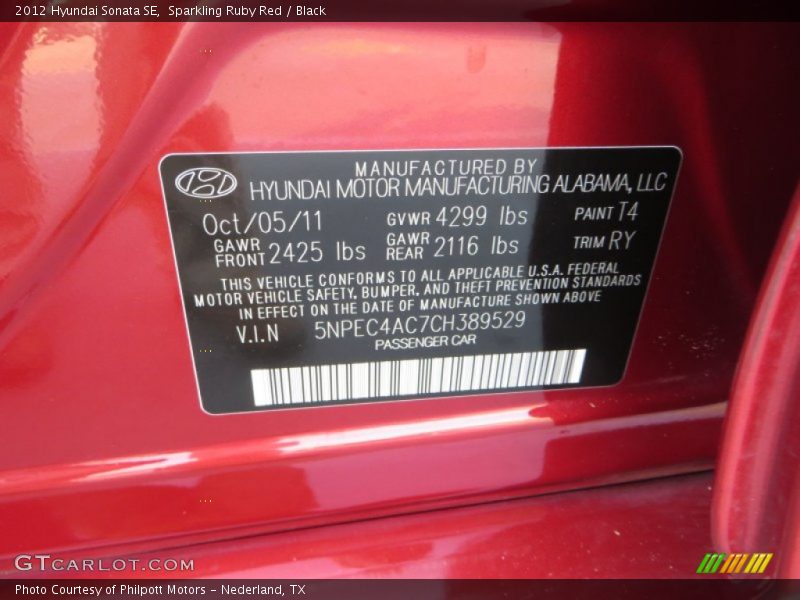 2012 Hyundai Sonata SE, Sparkling Ruby Red / Black
MANUFACTURED BY
HYUNDAI MOTOR MANUFACTURING ALABAMA, LLC
Oct/05/11 GVWR 4299 lbs PAINT T4
GAWR FRONT 2425 lbs GAWR REAR 2116 lbs TRIM RY
THIS VEHICLE CONFORMS TO ALL APPLICABLE U.S.A. FEDERAL
MOTOR VEHICLE SAFETY, BUMPER, AND THEFT PREVENTION STANDARDS
IN EFFECT ON THE DATE OF MANUFACTURE SHOWN ABOVE
V.I.N 5NPEC4AC7CH389529
PASSENGER CAR
GTCARLOT.COM
Photo Courtesy of Philpott Motors - Nederland, TX